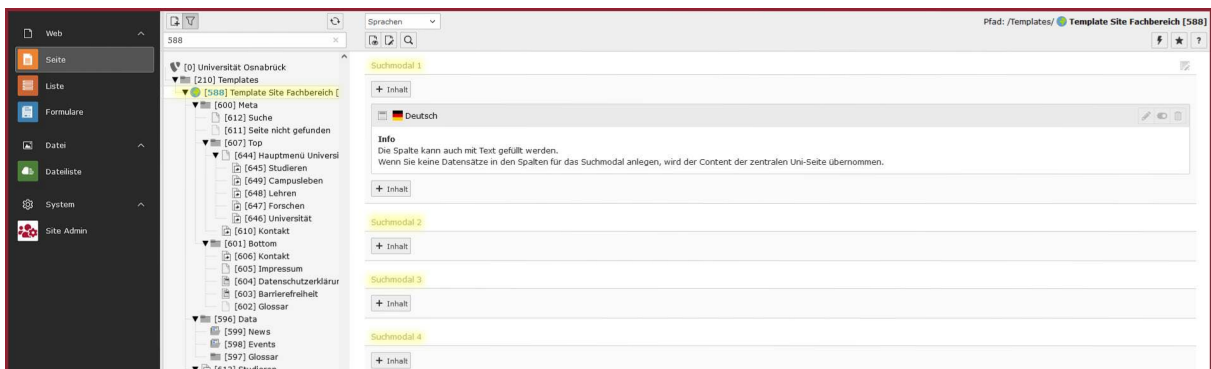 Web
Seite
Liste
Formulare
Datei
Dateiliste
System
Site Admin
588
[0] Universität Osnabrück
[210] Templates
[588] Template Site Fachbereich [
[600] Meta
[612] Suche
[611] Seite nicht gefunden
[607] Top
[644] Hauptmenü Universi
[645] Studieren
[649] Campusleben
[648] Lehren
[647] Forschen
[646] Universität
[610] Kontakt
[601] Bottom
[606] Kontakt
[605] Impressum
[604] Datenschutzerklärur
[603] Barrierefreiheit
[602] Glossar
[596] Data
[599] News
[598] Events
[597] Glossar
[613] Studieren
Sprachen
Pfad: /Templates/ Template Site Fachbereich [588]
?
Suchmodal 1
+ Inhalt
Deutsch
Info
Die Spalte kann auch mit Text gefüllt werden.
Wenn Sie keine Datensätze in den Spalten für das Suchmodal anlegen, wird der Content der zentralen Uni-Seite übernommen.
+ Inhalt
Suchmodal 2
+ Inhalt
Suchmodal 3
+ Inhalt
Suchmodal 4
+ Inhalt